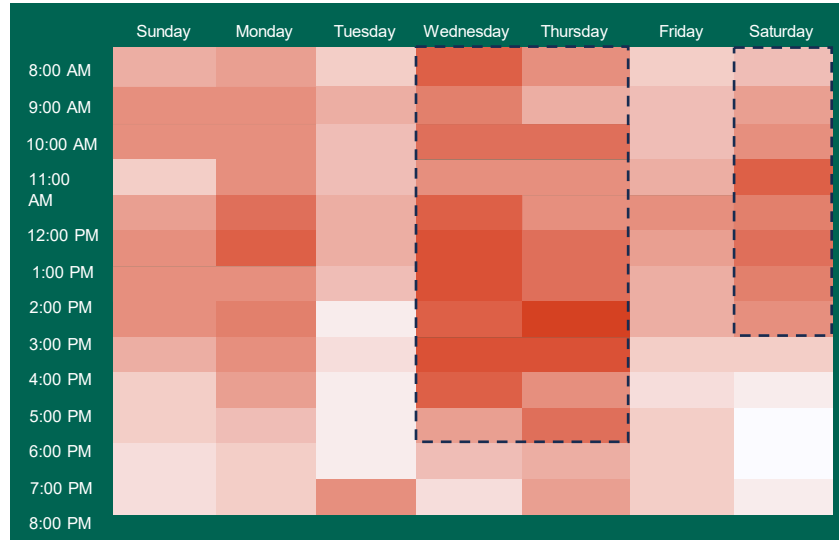 Sunday Monday Tuesday Wednesday Thursday Friday Saturday
8:00 AM
9:00 AM
10:00 AM
11:00
AM
12:00 PM
1:00 PM
2:00 PM
3:00 PM
4:00 PM
5:00 PM
6:00 PM
7:00 PM
8:00 PM